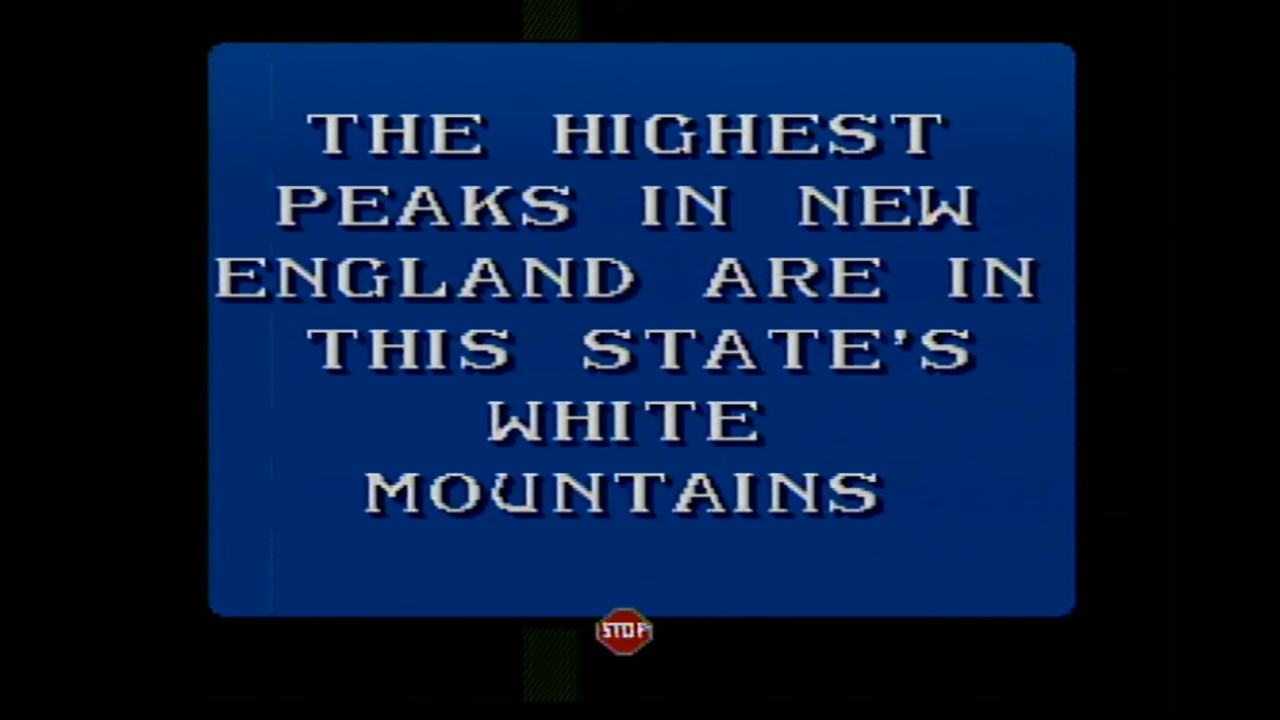 THE HIGHEST
PEAKS IN NEW
ENGLAND ARE IN
THIS STATE'S
WHITE
MOUNTAINS
STOP